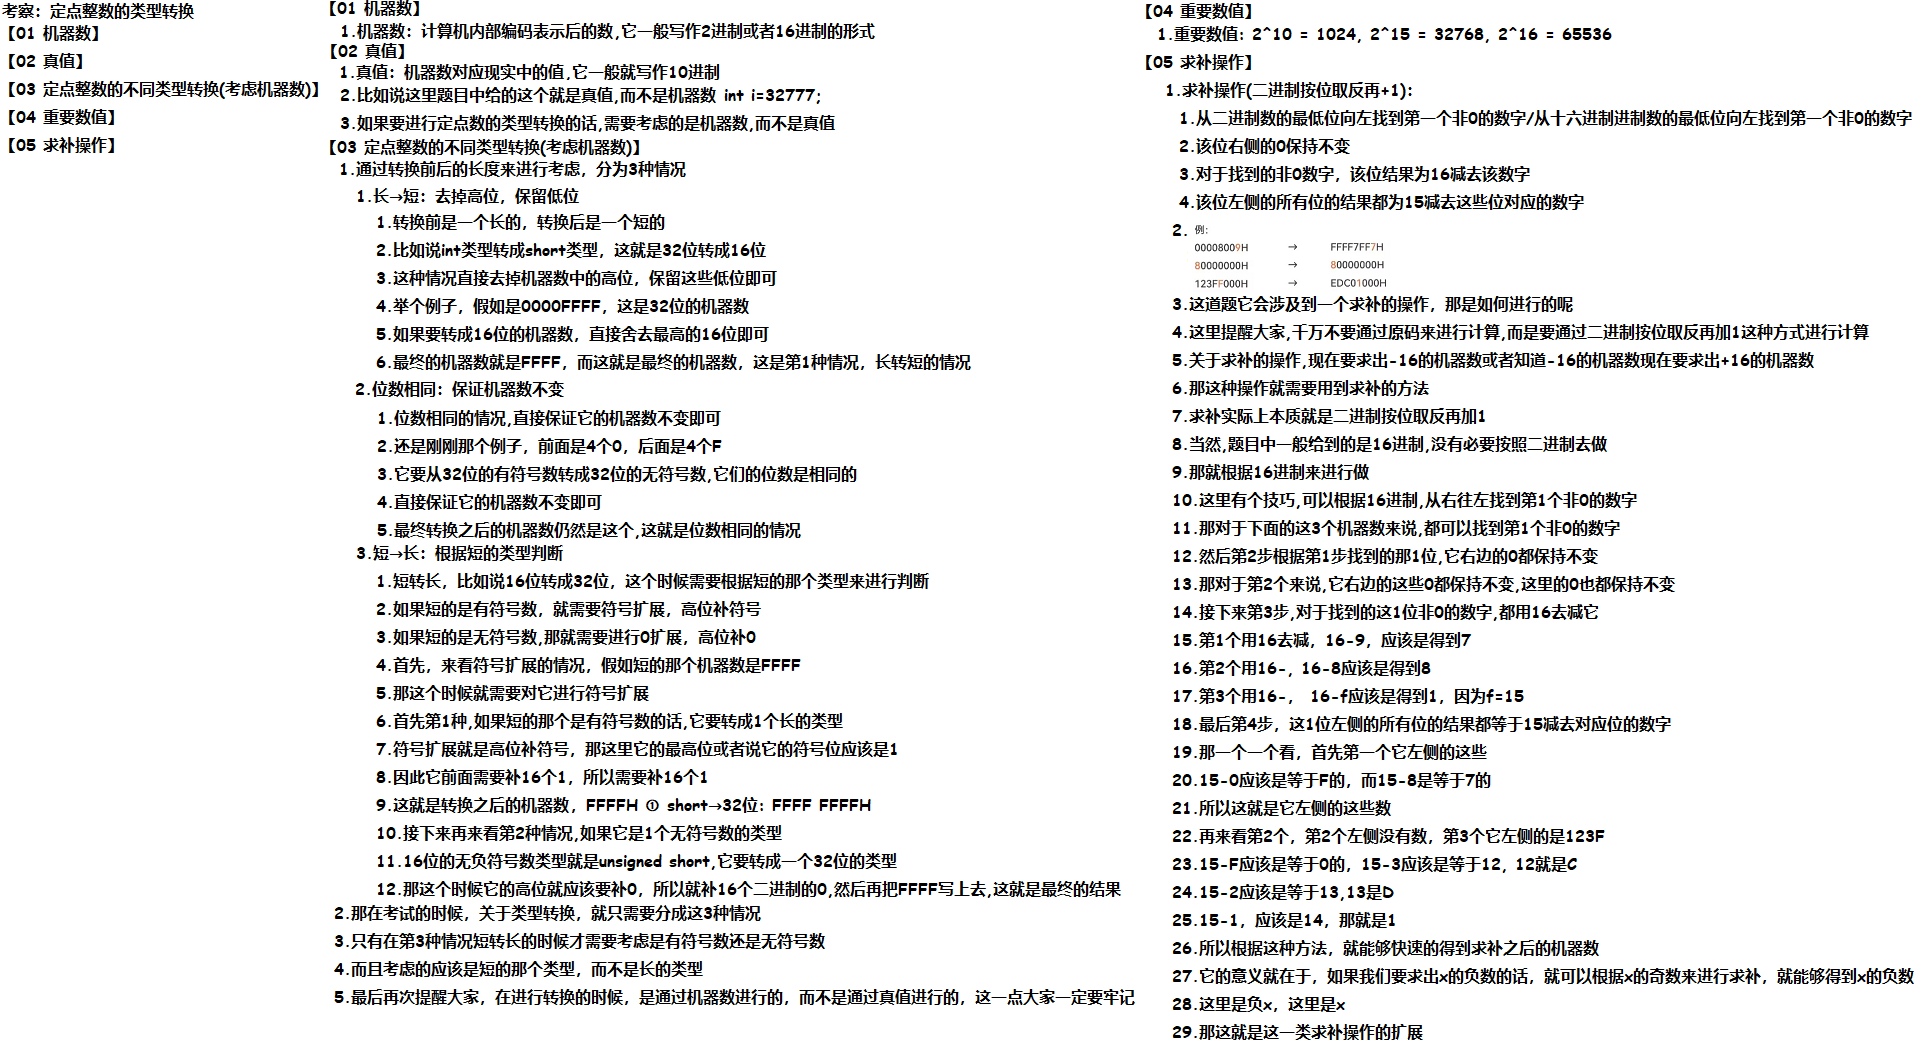 考察：定点整数的类型转换
【01 机器数】
【02 真值】
【03 定点整数的不同类型转换(考虑机器数)】
【04 重要数值】
【05 求补操作】
【01 机器数】
1.机器数：计算机内部编码表示后的数,它一般写作2进制或者16进制的形式
【02 真值】
1.真值：机器数对应现实中的值,它一般就写作10进制
2.比如说这里题目中给的这个就是真值,而不是机器数 int i=32777;
3.如果要进行定点数的类型转换的话,需要考虑的是机器数,而不是真值
【03 定点整数的不同类型转换(考虑机器数)】
1.通过转换前后的长度来进行考虑，分为3种情况
1.长→短：去掉高位，保留低位
1.转换前是一个长的，转换后是一个短的
2.比如说int类型转成short类型，这就是32位转成16位
3.这种情况直接去掉机器数中的高位，保留这些低位即可
4.举个例子，假如是0000FFFF，这是32位的机器数
5.如果要转成16位的机器数，直接舍去最高的16位即可
6.最终的机器数就是FFFF，而这就是最终的机器数，这是第1种情况，长转短的情况
2.位数相同：保证机器数不变
1.位数相同的情况,直接保证它的机器数不变即可
2.还是刚刚那个例子，前面是4个0，后面是4个F
3.它要从32位的有符号数转成32位的无符号数,它们的位数是相同的
4.直接保证它的机器数不变即可
5.最终转换之后的机器数仍然是这个,这就是位数相同的情况
3.短→长：根据短的类型判断
1.短转长，比如说16位转成32位，这个时候需要根据短的那个类型来进行判断
2.如果短的是有符号数，就需要符号扩展，高位补符号
3.如果短的是无符号数,那就需要进行0扩展，高位补0
4.首先，来看符号扩展的情况，假如短的那个机器数是FFFF
5.那这个时候就需要对它进行符号扩展
6.首先第1种,如果短的那个是有符号数的话,它要转成1个长的类型
7.符号扩展就是高位补符号，那这里它的最高位或者说它的符号位应该是1
8.因此它前面需要补16个1，所以需要补16个1
9.这就是转换之后的机器数，FFFFH ① short→32位：FFFF FFFFH
10.接下来再来看第2种情况,如果它是1个无符号数的类型
11.16位的无负符号数类型就是unsigned short,它要转成一个32位的类型
12.那这个时候它的高位就应该要补0，所以就补16个二进制的0,然后再把FFFF写上去,这就是最终的结果
2.那在考试的时候，关于类型转换，就只需要分成这3种情况
3.只有在第3种情况短转长的时候才需要考虑是有符号数还是无符号数
4.而且考虑的应该是短的那个类型，而不是长的类型
5.最后再次提醒大家，在进行转换的时候，是通过机器数进行的，而不是通过真值进行的，这一点大家一定要牢记
【04 重要数值】
1.重要数值：2^10 = 1024, 2^15 = 32768, 2^16 = 65536
【05 求补操作】
1.求补操作(二进制按位取反再+1)：
1.从二进制数的最低位向左找到第一个非0的数字/从十六进制进制数的最低位向左找到第一个非0的数字
2.该位右侧的0保持不变
3.对于找到的非0数字，该位结果为16减去该数字
4.该位左侧的所有位的结果都为15减去这些位对应的数字
2. 例:
00008009H → FFFF7FF7H
80000000H → 80000000H
123FF000H → EDC01000H
3.这道题它会涉及到一个求补的操作，那是如何进行的呢
4.这里提醒大家,千万不要通过原码来进行计算,而是要通过二进制按位取反再加1这种方式进行计算
5.关于求补的操作,现在要求出-16的机器数或者知道-16的机器数现在要求出+16的机器数
6.那这种操作就需要用到求补的方法
7.求补实际上本质就是二进制按位取反再加1
8.当然,题目中一般给到的是16进制,没有必要按照二进制去做
9.那就根据16进制来进行做
10.这里有个技巧,可以根据16进制,从右往左找到第1个非0的数字
11.那对于下面的这3个机器数来说,都可以找到第1个非0的数字
12.然后第2步根据第1步找到的那1位,它右边的0都保持不变
13.那对于第2个来说,它右边的这些0都保持不变,这里的0也都保持不变
14.接下来第3步,对于找到的这1位非0的数字,都用16去减它
15.第1个用16去减，16-9，应该是得到7
16.第2个用16-，16-8应该是得到8
17.第3个用16-， 16-f应该是得到1，因为f=15
18.最后第4步，这1位左侧的所有位的结果都等于15减去对应位的数字
19.那一个一个看，首先第一个它左侧的这些
20.15-0应该是等于F的，而15-8是等于7的
21.所以这就是它左侧的这些数
22.再来看第2个，第2个左侧没有数，第3个它左侧的是123F
23.15-F应该是等于0的，15-3应该是等于12, 12就是C
24.15-2应该是等于13,13是D
25.15-1，应该是14，那就是1
26.所以根据这种方法，就能够快速的得到求补之后的机器数
27.它的意义就在于，如果我们要求出x的负数的话，就可以根据x的奇数来进行求补，就能够得到x的负数
28.这里是负x，这里是x
29.那这就是这一类求补操作的扩展